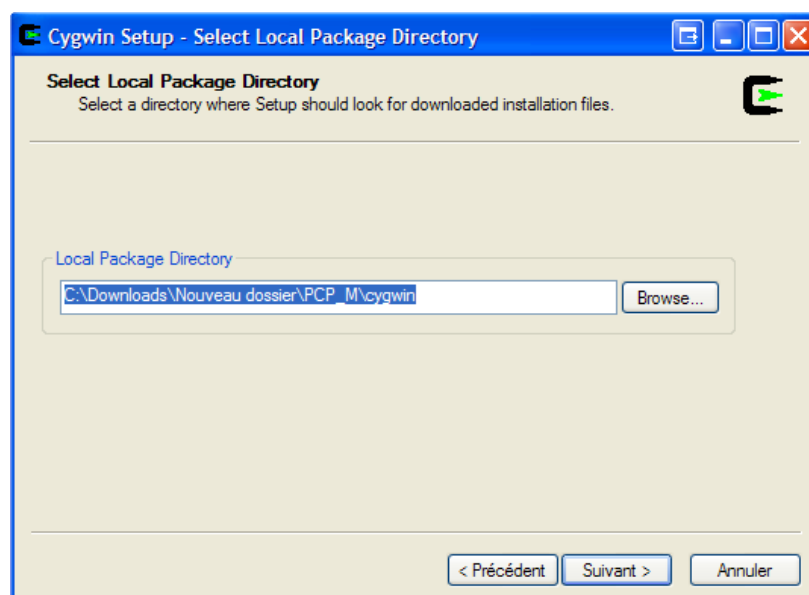 Cygwin Setup - Select Local Package Directory
Select Local Package Directory
Select a directory where Setup should look for downloaded installation files.
Local Package Directory
C:\Downloads\Nouveau dossier\PCP_M\cygwin
Browse...
< Précédent
Suivant >
Annuler